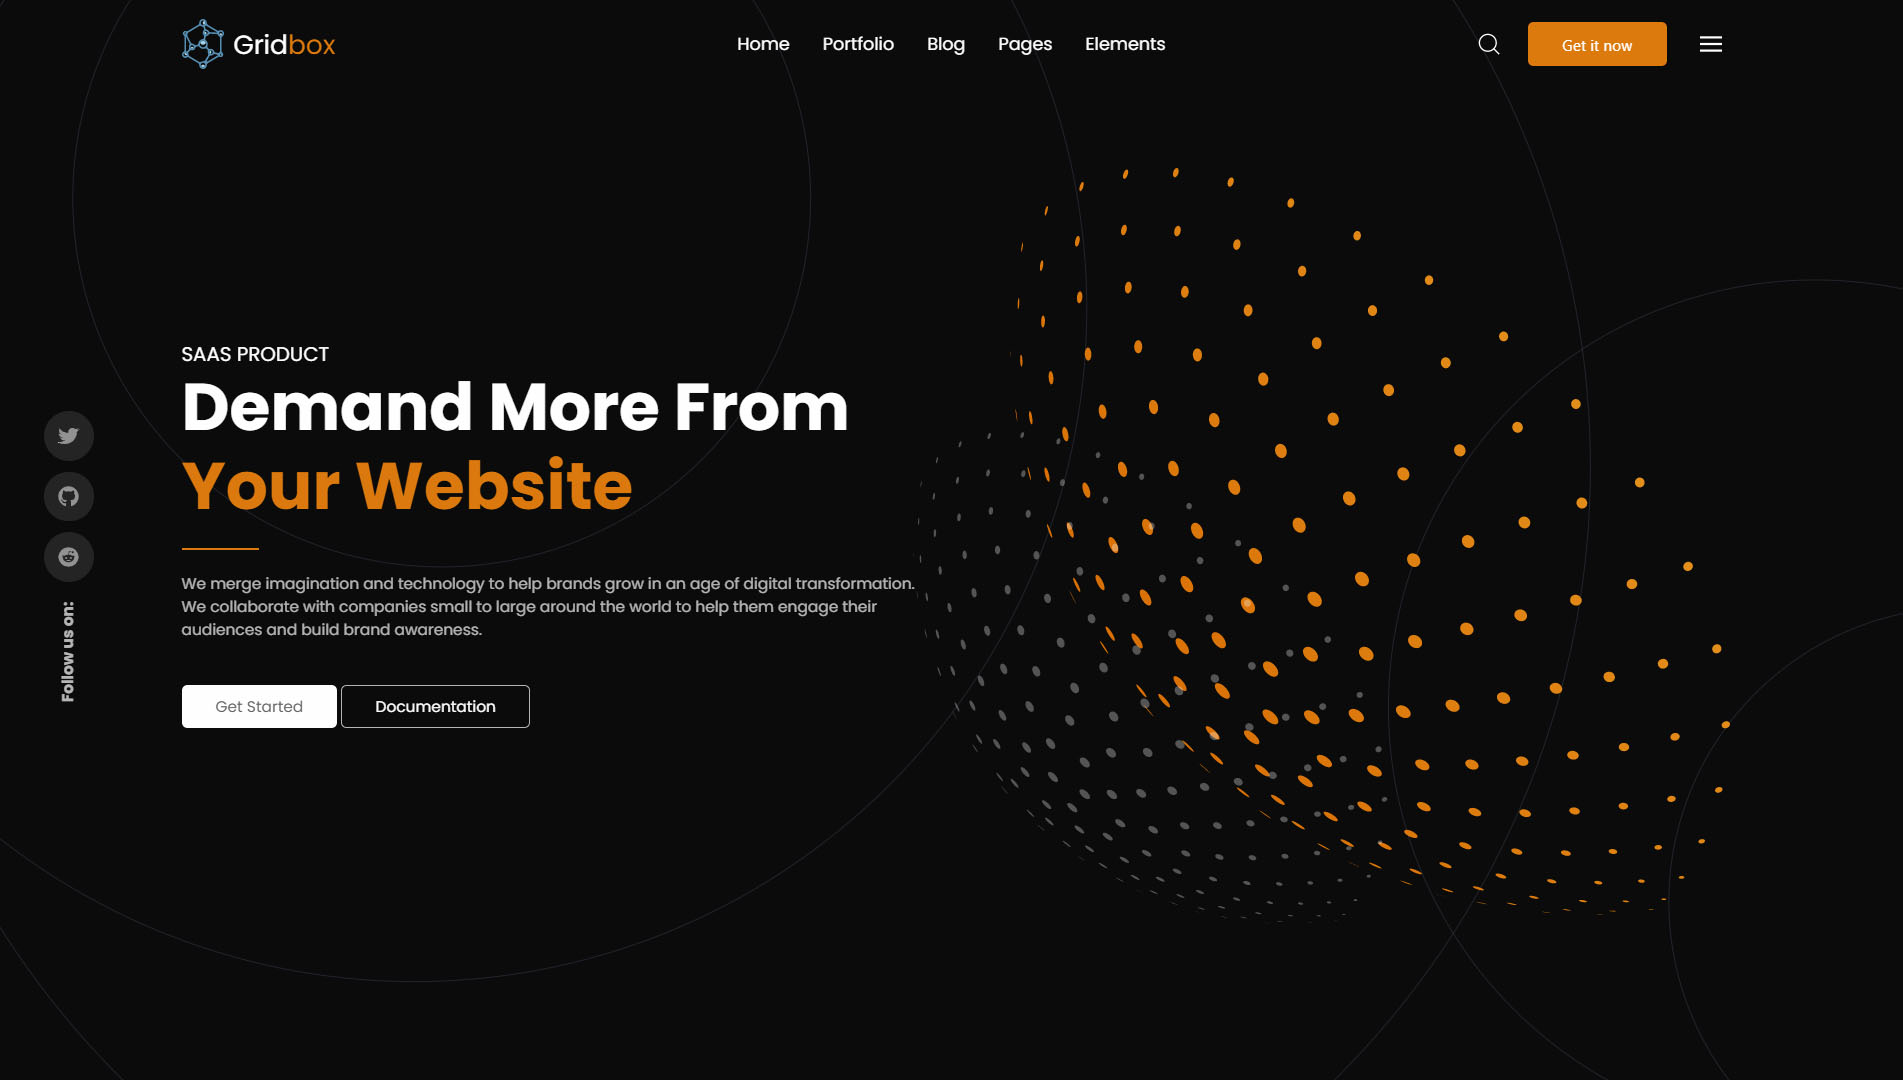 Gridbox
Home Portfolio Blog Pages Elements
Get it now
SAAS PRODUCT
Demand More From
Your Website
We merge imagination and technology to help brands grow in an age of digital transformation.
We collaborate with companies small to large around the world to help them engage their
audiences and build brand awareness.
Get Started
Documentation
Follow us on: